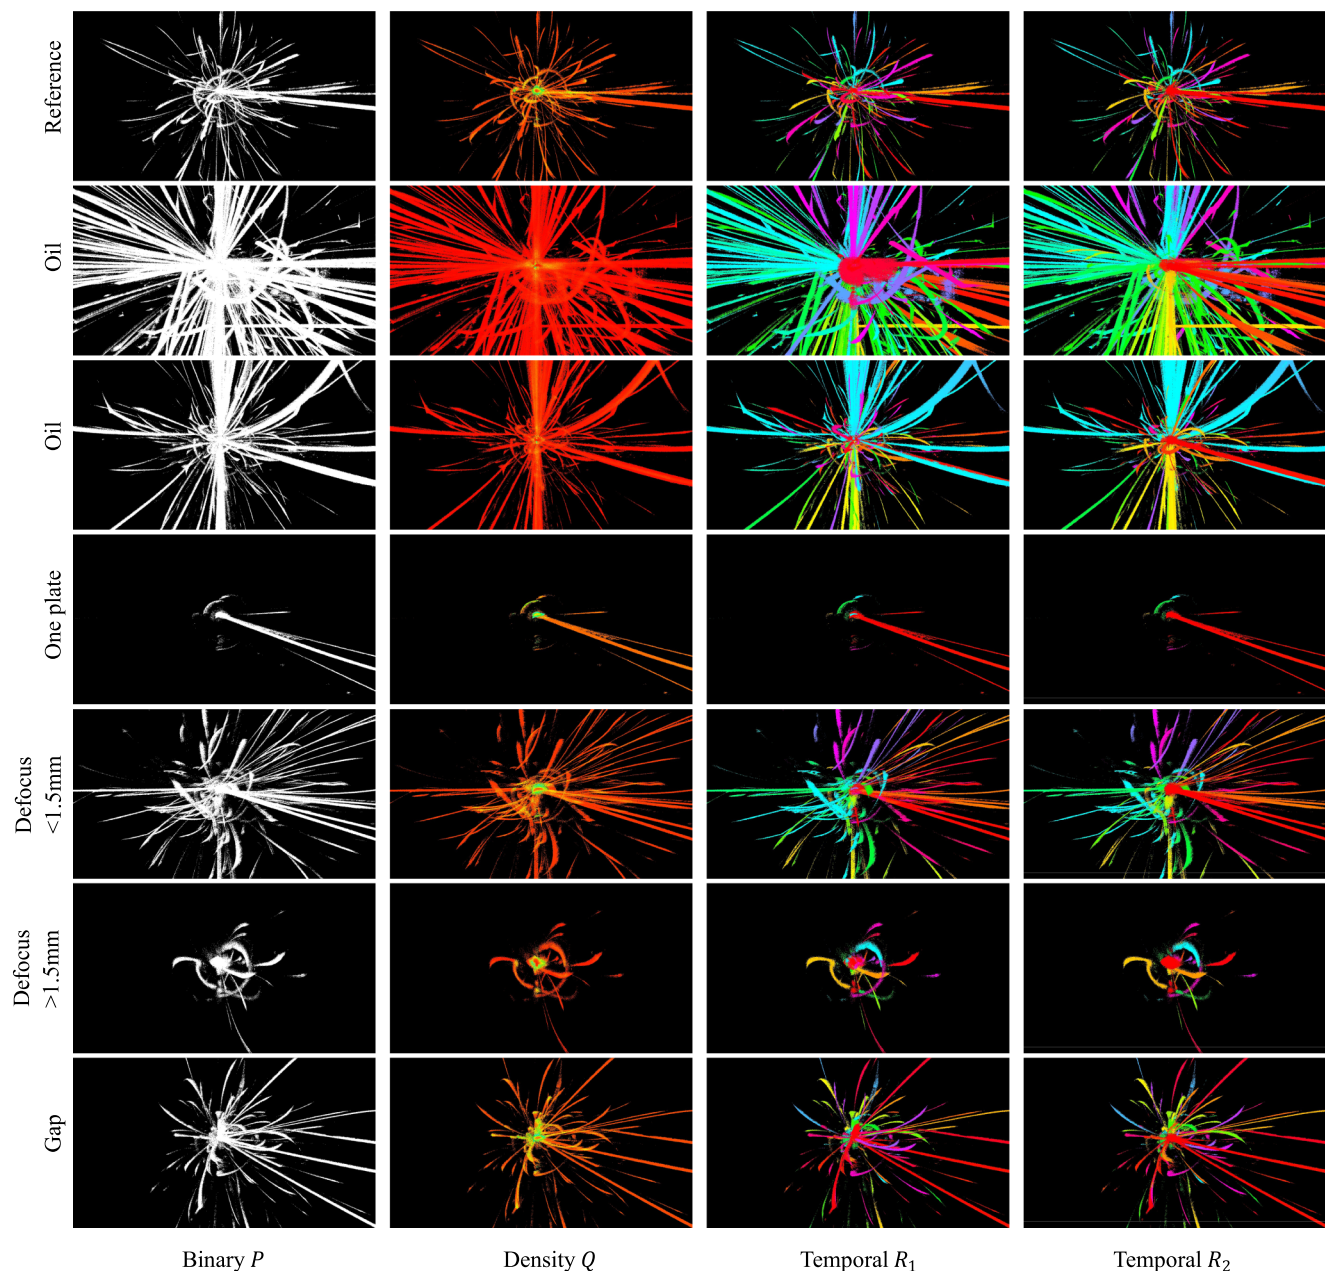 Reference
Oil
Oil
One plate
Defocus
<1.5mm
Defocus
>1.5mm
Gap
Binary P
Density Q
Temporal R₁
Temporal R₂